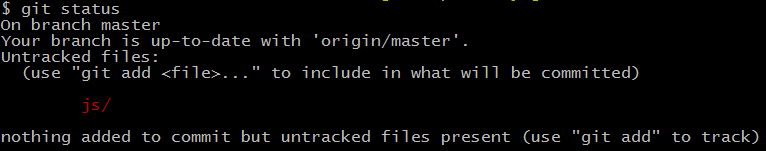 $ git status
On branch master
Your branch is up-to-date with 'origin/master'.
Untracked files:
  (use "git add <file>..." to include in what will be committed)
        js/
nothing added to commit but untracked files present (use "git add" to track)